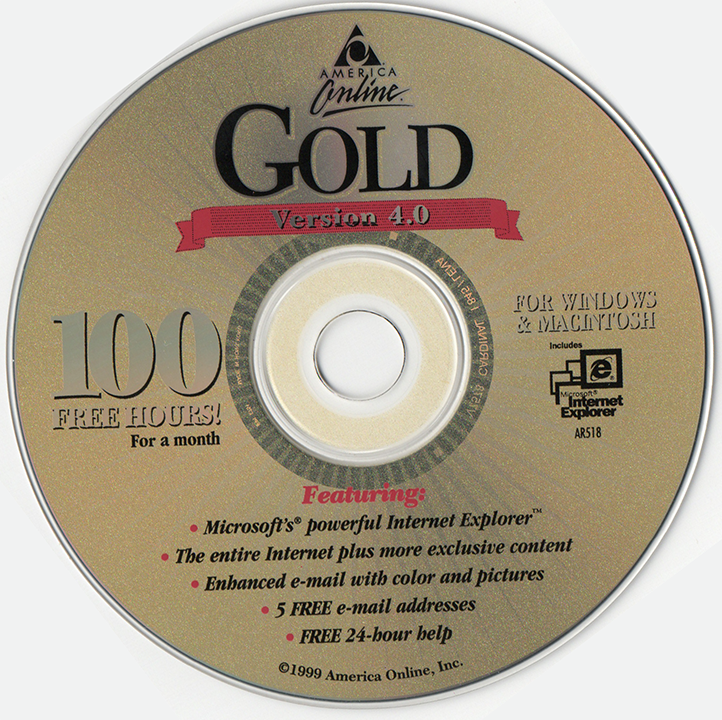 AMERICA
Online.
GOLD
Version 4.0
100
FREE HOURS!
For a month
FOR WINDOWS
& MACINTOSH
Includes
Microsoft®
Internet
Explorer
AR518
Featuring:
• Microsoft's® powerful Internet Explorer™
• The entire Internet plus more exclusive content
• Enhanced e-mail with color and pictures
• 5 FREE e-mail addresses
• FREE 24-hour help
©1999 America Online, Inc.